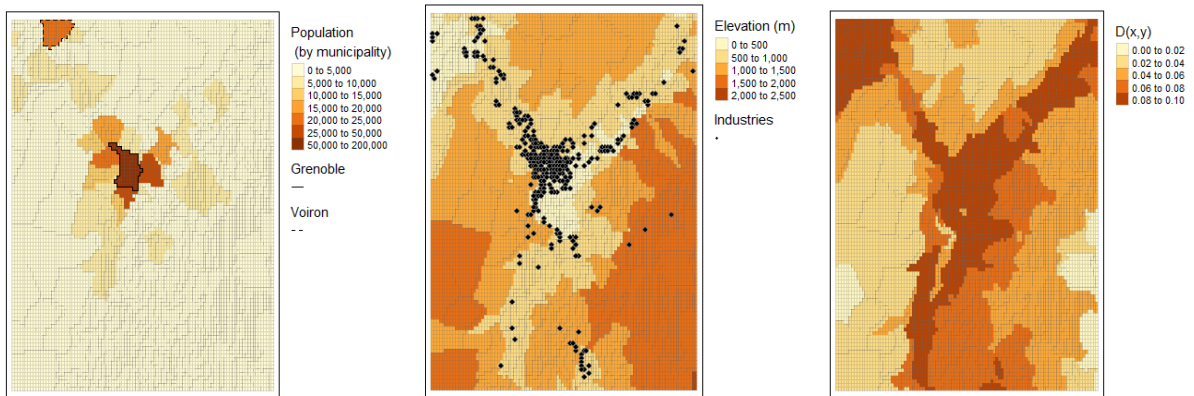 Population
(by municipality)
0 to 5,000
5,000 to 10,000
10,000 to 15,000
15,000 to 20,000
20,000 to 25,000
25,000 to 50,000
50,000 to 200,000
Grenoble
Voiron
Elevation (m)
0 to 500
500 to 1,000
1,000 to 1,500
1,500 to 2,000
2,000 to 2,500
Industries
D(x,y)
0.00 to 0.02
0.02 to 0.04
0.04 to 0.06
0.06 to 0.08
0.08 to 0.10